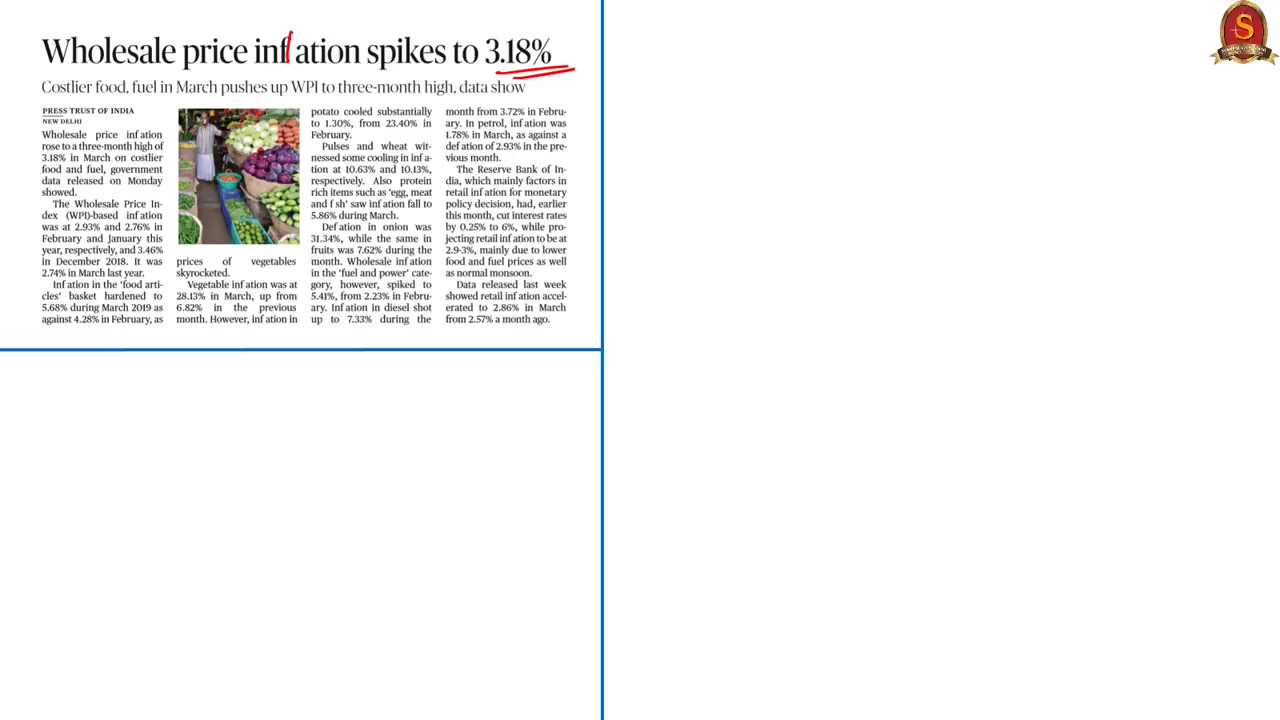 Wholesale price inf ation spikes to 3.18%
Costlier food, fuel in March pushes up WPI to three-month high, data show
PRESS TRUST OF INDIA
NEW DELHI
Wholesale price inf ation
rose to a three-month high of
3.18% in March on costlier
food and fuel, government
data released on Monday
showed.
The Wholesale Price In-
dex (WPI)-based inf ation
was at 2.93% and 2.76% in
February and January this
year, respectively, and 3.46%
in December 2018. It was
2.74% in March last year.
Inf ation in the ‘food arti-
cles’ basket hardened to
5.68% during March 2019 as
against 4.28% in February, as
prices of vegetables
skyrocketed.
Vegetable inf ation was at
28.13% in March, up from
6.82% in the previous
month. However, inf ation in
potato cooled substantially
to 1.30%, from 23.40% in
February.
Pulses and wheat wit-
nessed some cooling in inf a-
tion at 10.63% and 10.13%,
respectively. Also protein
rich items such as ‘egg, meat
and f sh’ saw inf ation fall to
5.86% during March.
Def ation in onion was
31.34%, while the same in
fruits was 7.62% during the
month. Wholesale inf ation
in the ‘fuel and power’ cate-
gory, however, spiked to
5.41%, from 2.23% in Febru-
ary. Inf ation in diesel shot
up to 7.33% during the
month from 3.72% in Febru-
ary. In petrol, inf ation was
1.78% in March, as against a
def ation of 2.93% in the pre-
vious month.
The Reserve Bank of In-
dia, which mainly factors in
retail inf ation for monetary
policy decision, had, earlier
this month, cut interest rates
by 0.25% to 6%, while pro-
jecting retail inf ation to be at
2.9-3%, mainly due to lower
food and fuel prices as well
as normal monsoon.
Data released last week
showed retail inf ation accel-
erated to 2.86% in March
from 2.57% a month ago.
S